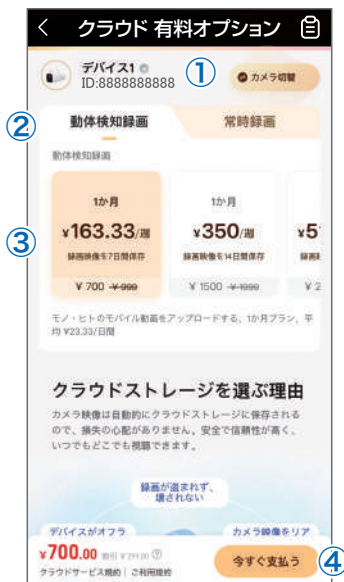 クラウド 有料オプション
デバイス1
ID:8888888888
①
カメラ切替
②
動体検知録画
常時録画
動体検知録画
③
1か月
¥163.33/週
録画映像を7日間保存
¥ 700 ¥ 999
1か月
¥350/週
録画映像を14日間保存
¥ 1500 ¥ 1999
¥5
録画
¥ 2
モノ・ヒトのモバイル動画をアップロードする、1か月プラン、平
均 ¥23.33/日間
クラウドストレージを選ぶ理由
カメラ映像は自動的にクラウドストレージに保存される
ので、損失の心配がありません。安全で信頼性が高く、
いつでもどこでも視聴できます。
録画が盗まれず、
壊されない
デバイスがオフラ
カメラ映像をリア
¥700.00 割引
クラウドサービス規約 | ご利用規約
今すぐ支払う
④